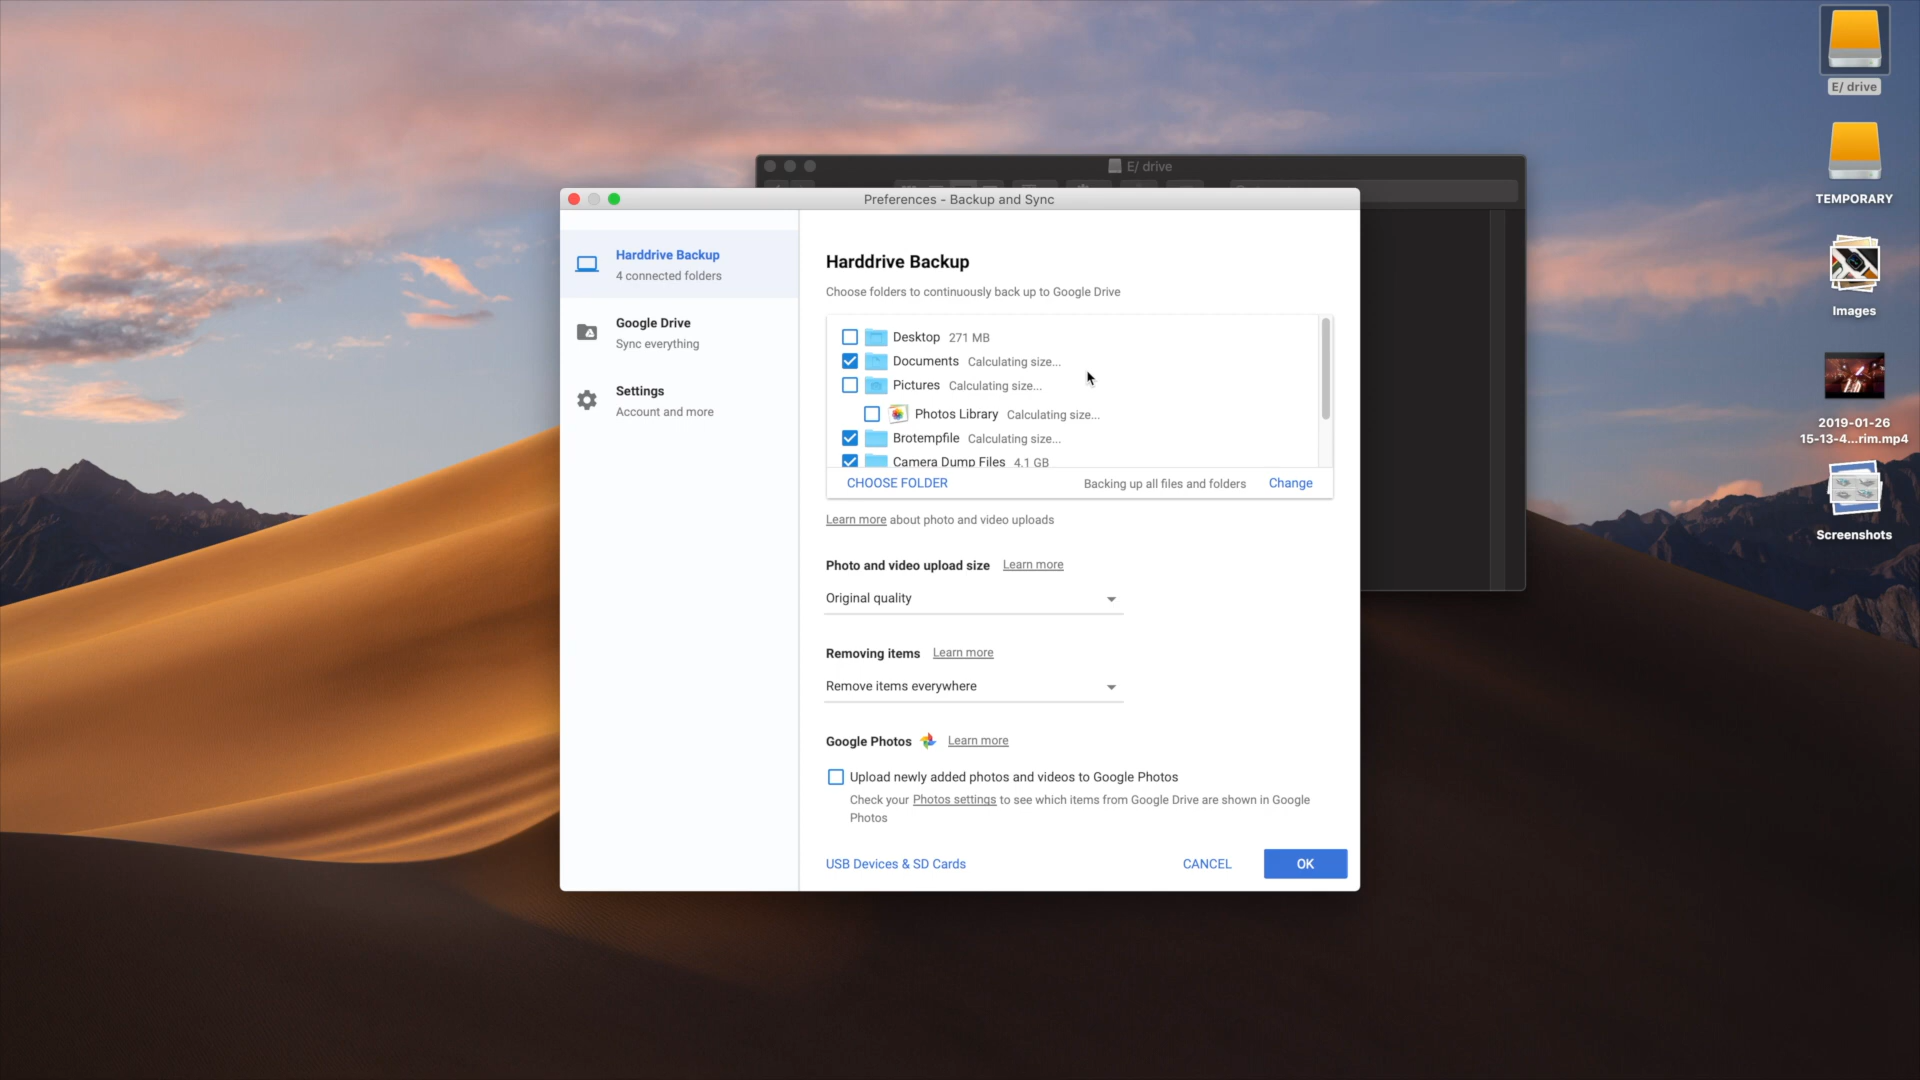 E/ drive
TEMPORARY
Images
2019-01-26
15-13-4...rim.mp4
Screenshots
E/ drive
Preferences - Backup and Sync
Harddrive Backup
4 connected folders
Google Drive
Sync everything
Settings
Account and more
Harddrive Backup
Choose folders to continuously back up to Google Drive
Desktop 271 MB
Documents Calculating size...
Pictures Calculating size...
Photos Library Calculating size...
Brotempfile Calculating size...
Camera Dump Files 4.1 GB
CHOOSE FOLDER Backing up all files and folders Change
Learn more about photo and video uploads
Photo and video upload size Learn more
Original quality
Removing items Learn more
Remove items everywhere
Google Photos Learn more
Upload newly added photos and videos to Google Photos
Check your Photos settings to see which items from Google Drive are shown in Google
Photos
USB Devices & SD Cards CANCEL OK